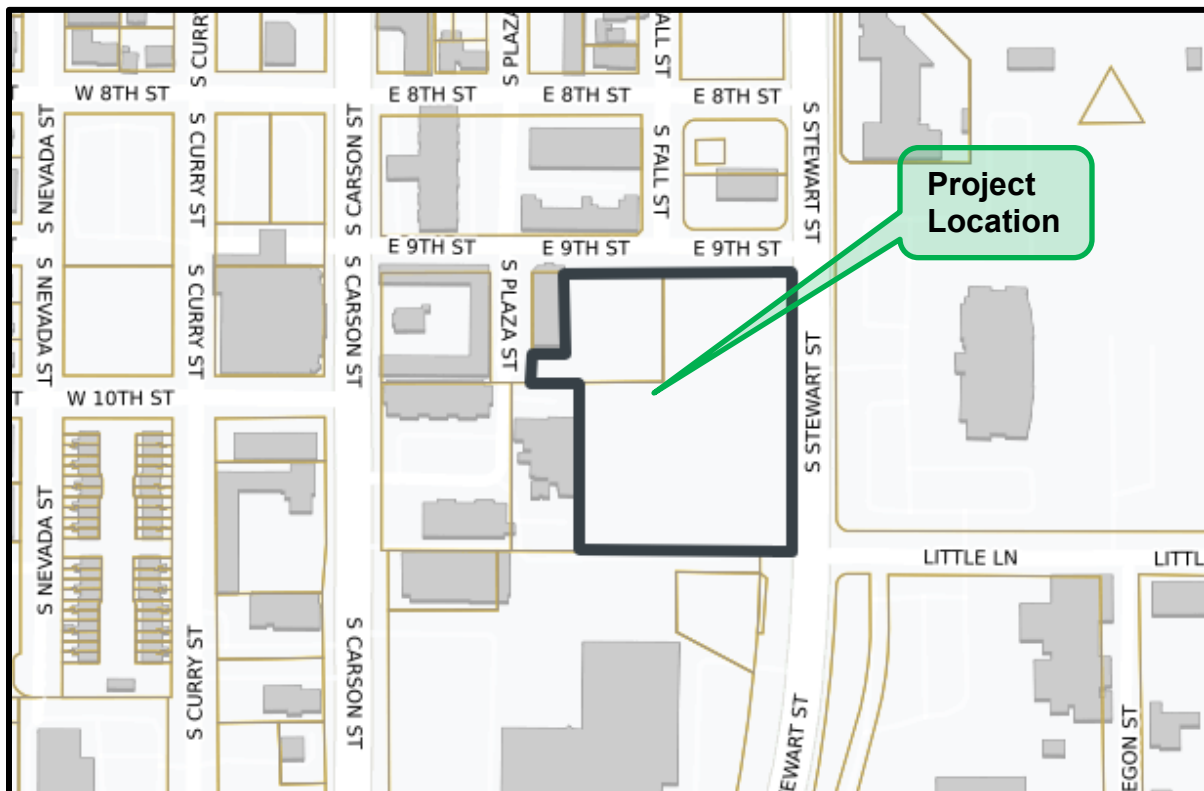 S CURR
S PLAZA
ALL ST
W 8TH ST
E 8TH ST
E 8TH ST
E 8TH ST
S NEVADA ST
S CURRY ST
S CARSON ST
S FALL ST
S STEWART ST
Project
Location
E 9TH ST
E 9TH ST
E 9TH ST
S NEVADA ST
S CURRY ST
S CARSON ST
S PLAZA ST
S STEWART ST
T
W 10TH ST
S NEVADA ST
LITTLE LN
LITTL
S CURRY ST
S CARSON ST
EWART ST
EGON ST